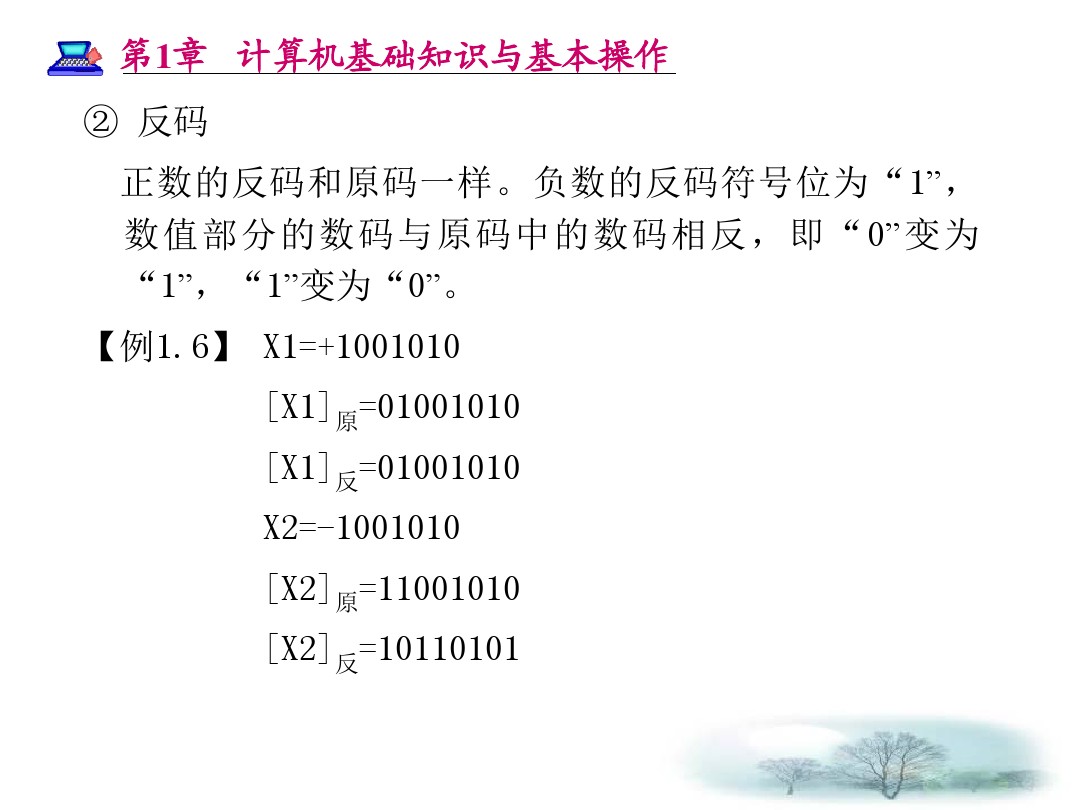 第1章 计算机基础知识与基本操作
② 反码
正数的反码和原码一样。负数的反码符号位为“1”，
数值部分的数码与原码中的数码相反，即“0”变为
“1”，“1”变为“0”。
【例1.6】 X1=+1001010
[X1]原=01001010
[X1]反=01001010
X2=-1001010
[X2]原=11001010
[X2]反=10110101